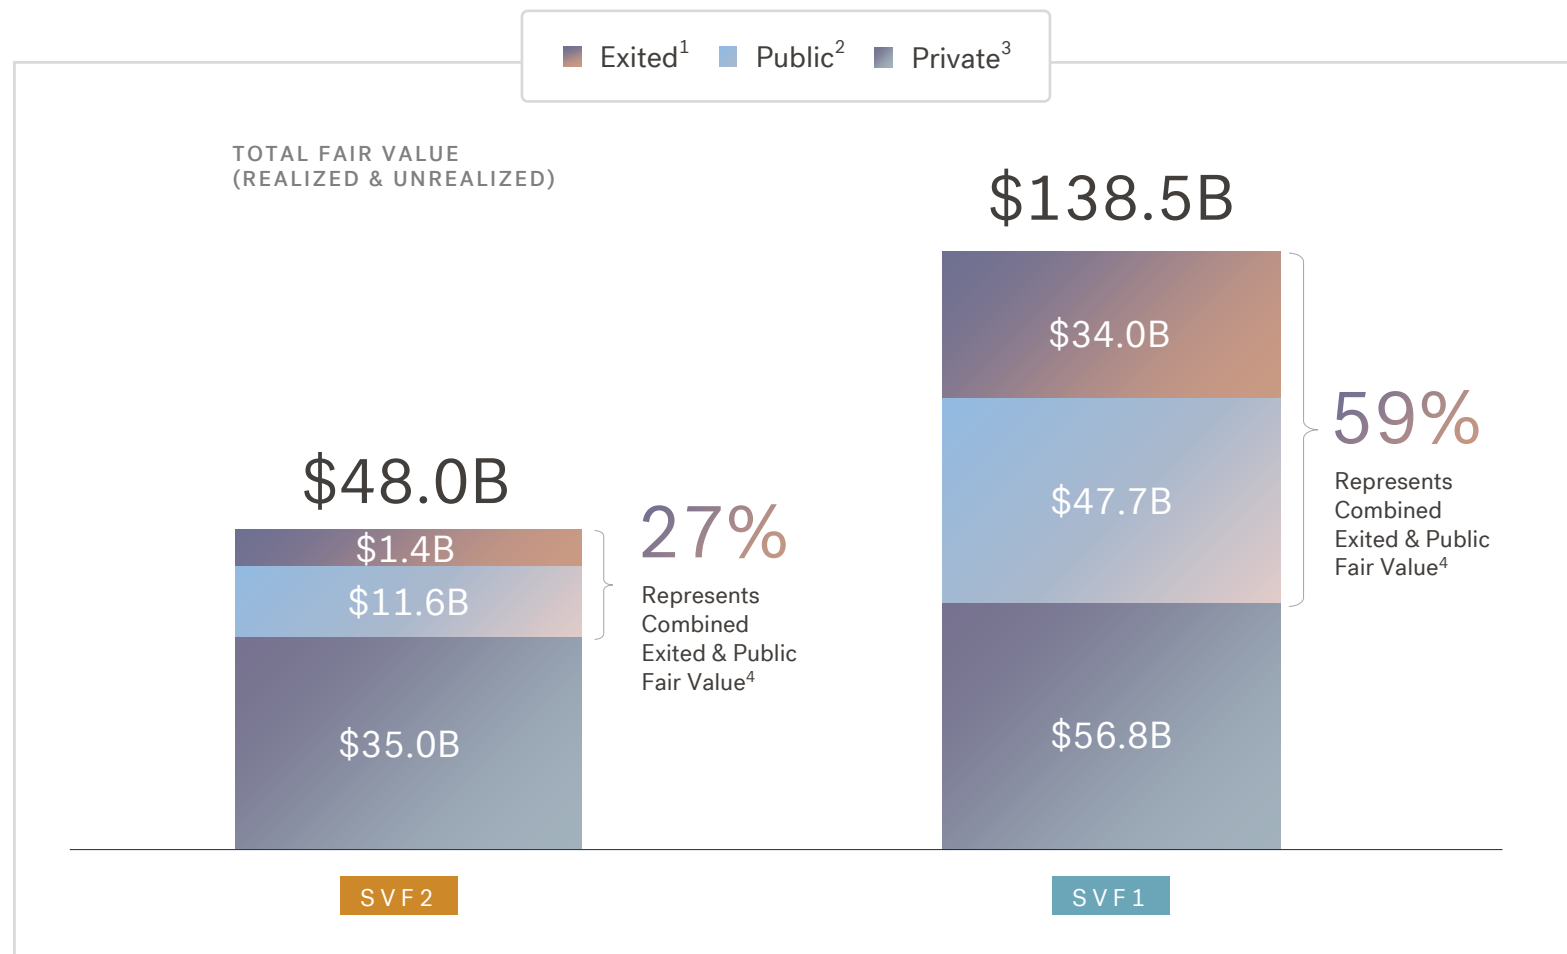 Exited1 Public2 Private3
TOTAL FAIR VALUE
(REALIZED & UNREALIZED)
$48.0B
$1.4B
$11.6B
$35.0B
27%
Represents
Combined
Exited & Public
Fair Value4
SVF2
$138.5B
$34.0B
$47.7B
$56.8B
59%
Represents
Combined
Exited & Public
Fair Value4
SVF1